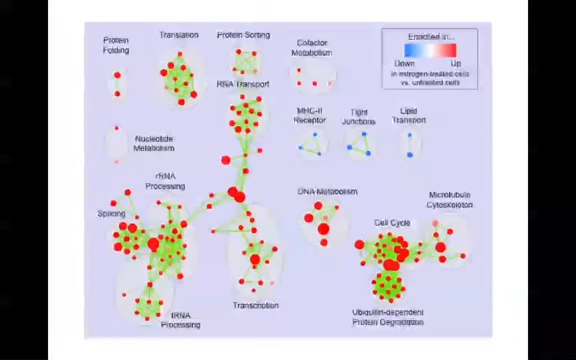 Protein
Folding
Translation
Protein Sorting
Cofactor
Metabolism
Enriched in...
Down
Up
in estrogen-treated cells
vs. untreated cells
RNA Transport
MHC-II
Receptor
Tight
Junctions
Lipid
Transport
Nucleotide
Metabolism
rRNA
Processing
DNA Metabolism
Microtubule
Cytoskeleton
Splicing
Cell Cycle
Transcription
tRNA
Processing
Ubiquitin-dependent
Protein Degradation